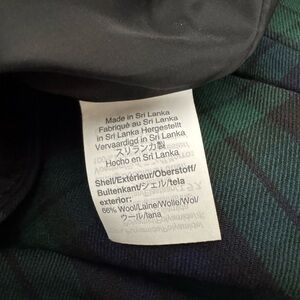 Made in Sri Lanka
Fabriqué au Sri Lanka
in Sri Lanka Hergestellt
Vervaardigd in Sri Lanka
スリランカ製
Hecho en Sri Lanka
Shell/Extérieur/Oberstoff/
Buitenkant/シェル/tela
exterior:
66% Wool/Laine/Wolle/Wol/
ウール/lana